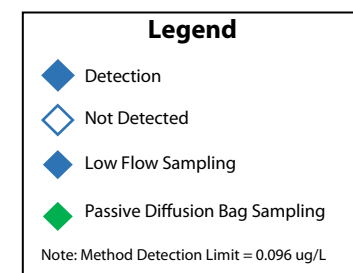 Legend
Detection
Not Detected
Low Flow Sampling
Passive Diffusion Bag Sampling
Note: Method Detection Limit = 0.096 ug/L